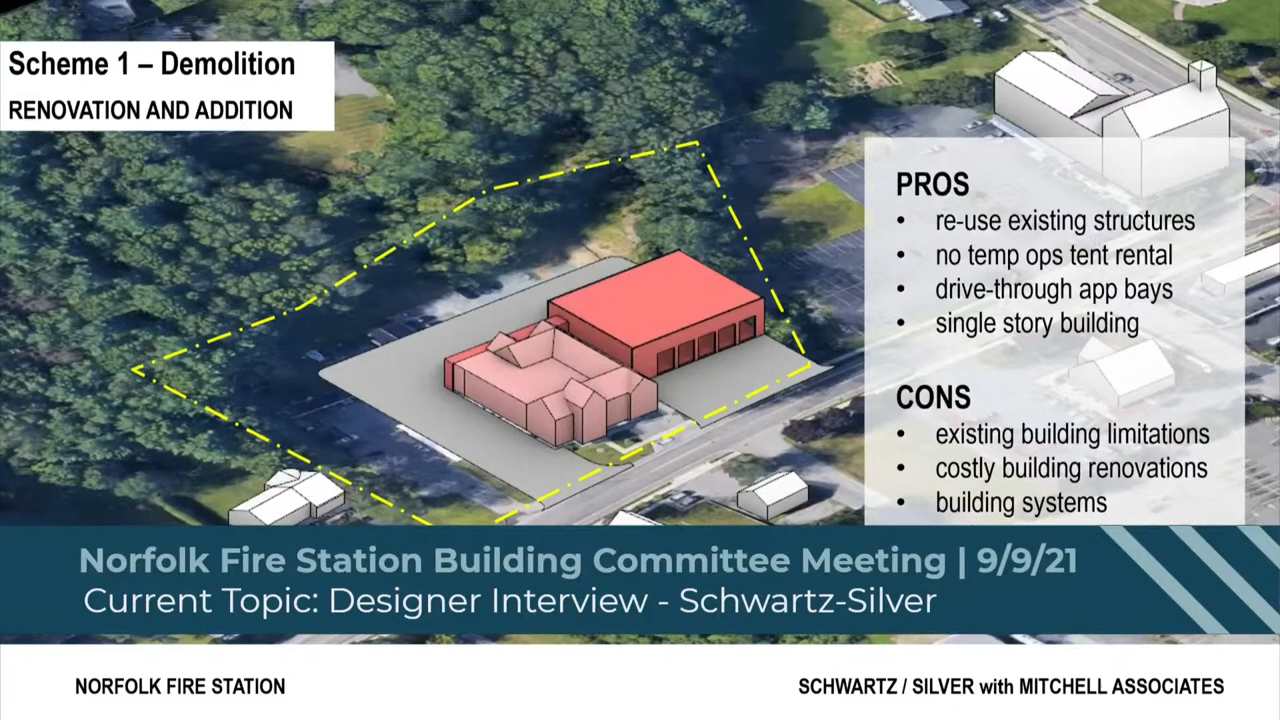 Scheme 1 – Demolition
RENOVATION AND ADDITION
PROS
• re-use existing structures
• no temp ops tent rental
• drive-through app bays
• single story building
CONS
• existing building limitations
• costly building renovations
• building systems
Norfolk Fire Station Building Committee Meeting | 9/9/21
Current Topic: Designer Interview - Schwartz-Silver
NORFOLK FIRE STATION
SCHWARTZ / SILVER with MITCHELL ASSOCIATES